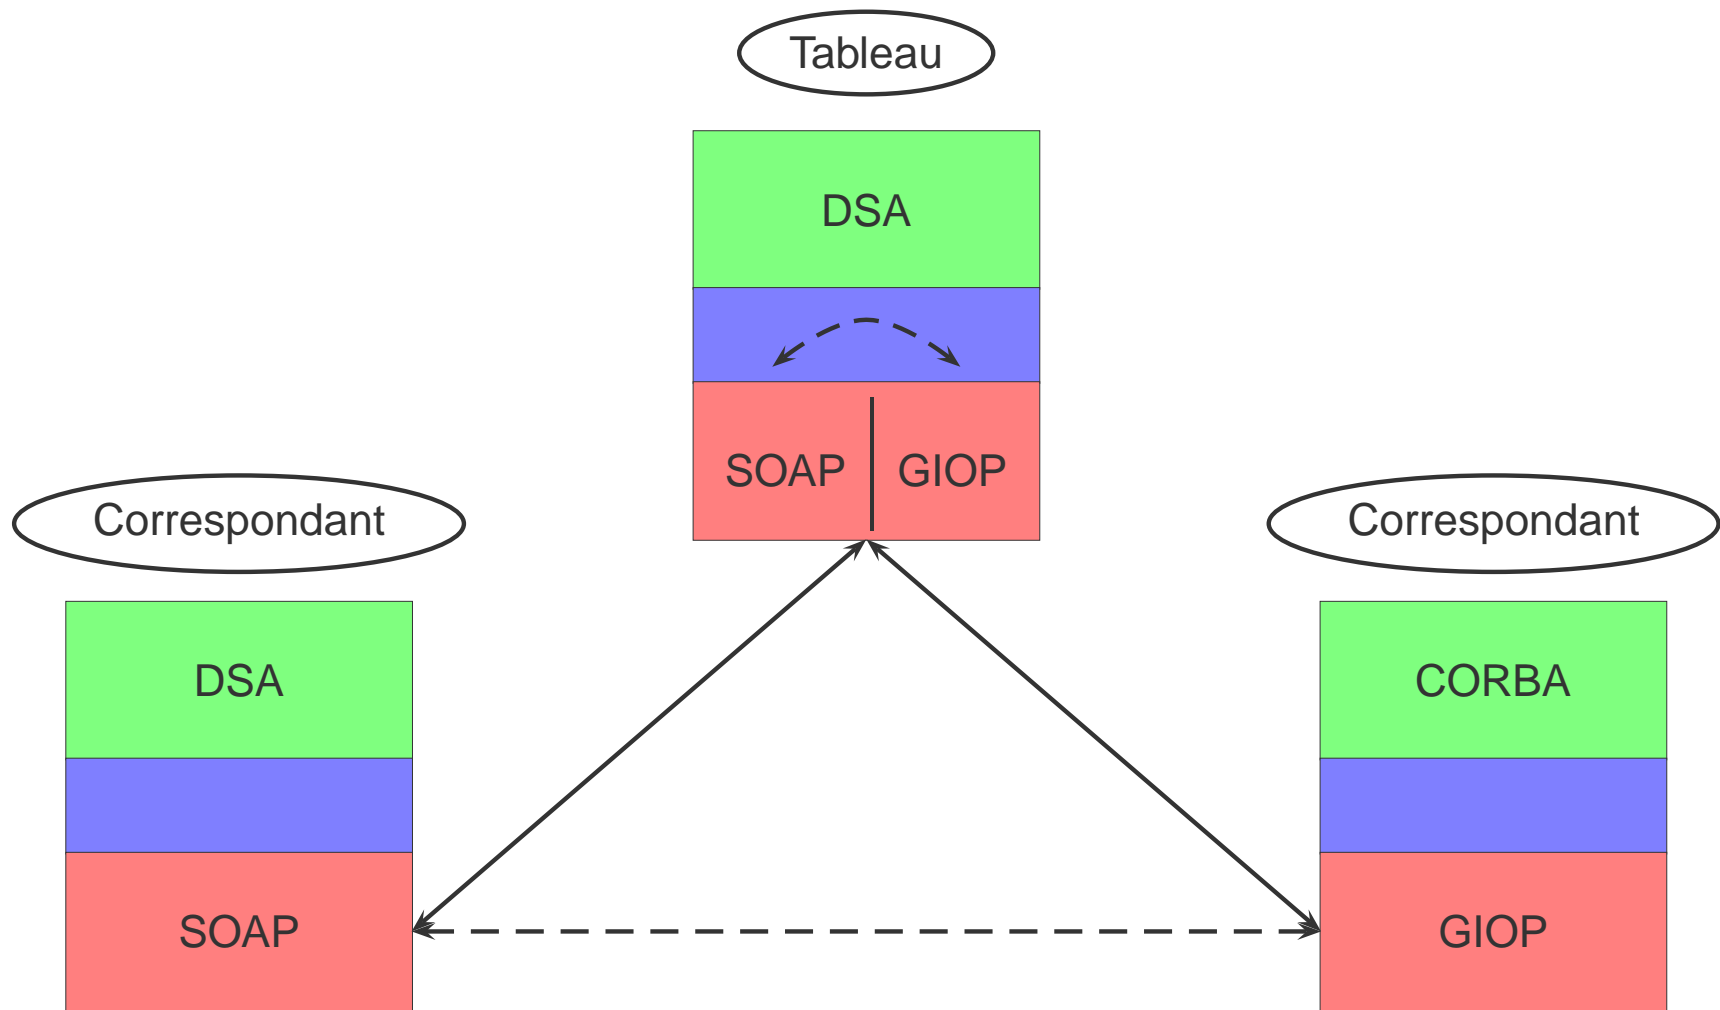 Tableau
DSA
SOAP
GIOP
Correspondant
Correspondant
DSA
CORBA
SOAP
GIOP